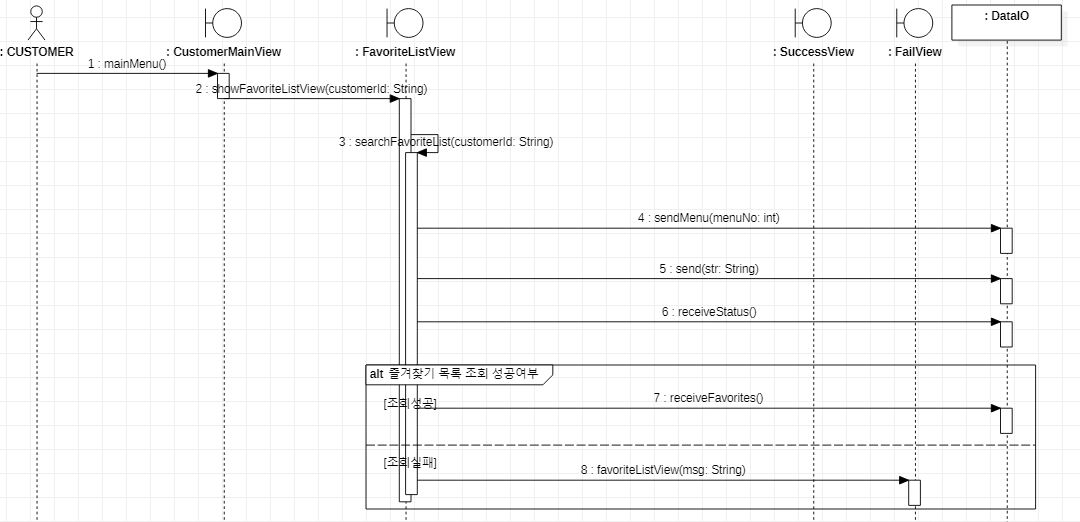 : CUSTOMER
: CustomerMainView
: FavoriteListView
: SuccessView
: FailView
: DataIO
1 : mainMenu()
2 : showFavoriteListView(customerId: String)
3 : searchFavoriteList(customerId: String)
4 : sendMenu(menuNo: int)
5 : send(str: String)
6 : receiveStatus()
alt 즐겨찾기 목록 조회 성공여부
[조회성공]
7 : receiveFavorites()
[조회실패]
8 : favoriteListView(msg: String)